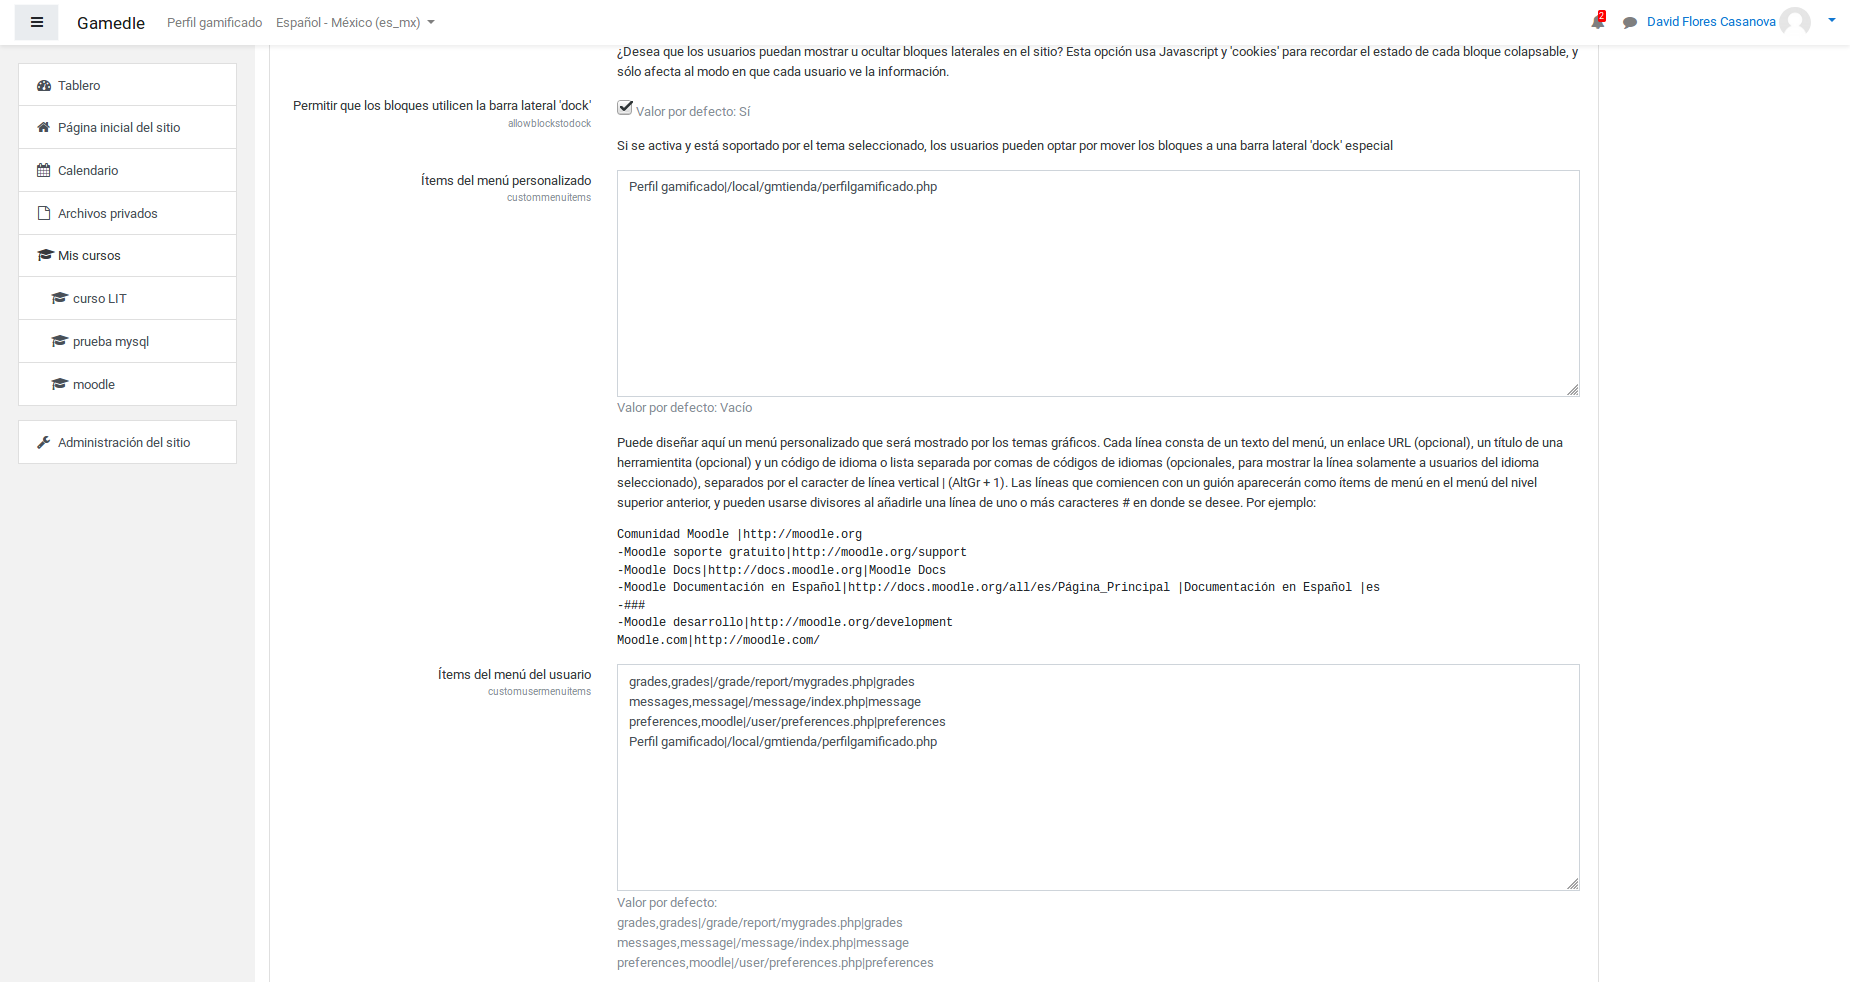 Gamedle
Perfil gamificado
Español - México (es_mx)
2
David Flores Casanova
Tablero
Página inicial del sitio
Calendario
Archivos privados
Mis cursos
curso LIT
prueba mysql
moodle
Administración del sitio
¿Desea que los usuarios puedan mostrar u ocultar bloques laterales en el sitio? Esta opción usa Javascript y 'cookies' para recordar el estado de cada bloque colapsable, y
sólo afecta al modo en que cada usuario ve la información.
Permitir que los bloques utilicen la barra lateral 'dock'
allowblockstodock
Valor por defecto: Sí
Si se activa y está soportado por el tema seleccionado, los usuarios pueden optar por mover los bloques a una barra lateral 'dock' especial
Ítems del menú personalizado
custommenuitems
Perfil gamificado|/local/gmtienda/perfilgamificado.php
Valor por defecto: Vacío
Puede diseñar aquí un menú personalizado que será mostrado por los temas gráficos. Cada línea consta de un texto del menú, un enlace URL (opcional), un título de una
herramientita (opcional) y un código de idioma o lista separada por comas de códigos de idiomas (opcionales, para mostrar la línea solamente a usuarios del idioma
seleccionado), separados por el caracter de línea vertical | (AltGr + 1). Las líneas que comiencen con un guión aparecerán como ítems de menú en el menú del nivel
superior anterior, y pueden usarse divisores al añadirle una línea de uno o más caracteres # en donde se desee. Por ejemplo:
Comunidad Moodle |http://moodle.org
-Moodle soporte gratuito|http://moodle.org/support
-Moodle Docs|http://docs.moodle.org|Moodle Docs
-Moodle Documentación en Español|http://docs.moodle.org/all/es/Página_Principal |Documentación en Español |es
-###
-Moodle desarrollo|http://moodle.org/development
Moodle.com|http://moodle.com/
Ítems del menú del usuario
customusermenuitems
grades,grades|/grade/report/mygrades.php|grades
messages,message|/message/index.php|message
preferences,moodle|/user/preferences.php|preferences
Perfil gamificado|/local/gmtienda/perfilgamificado.php
Valor por defecto:
grades,grades|/grade/report/mygrades.php|grades
messages,message|/message/index.php|message
preferences,moodle|/user/preferences.php|preferences